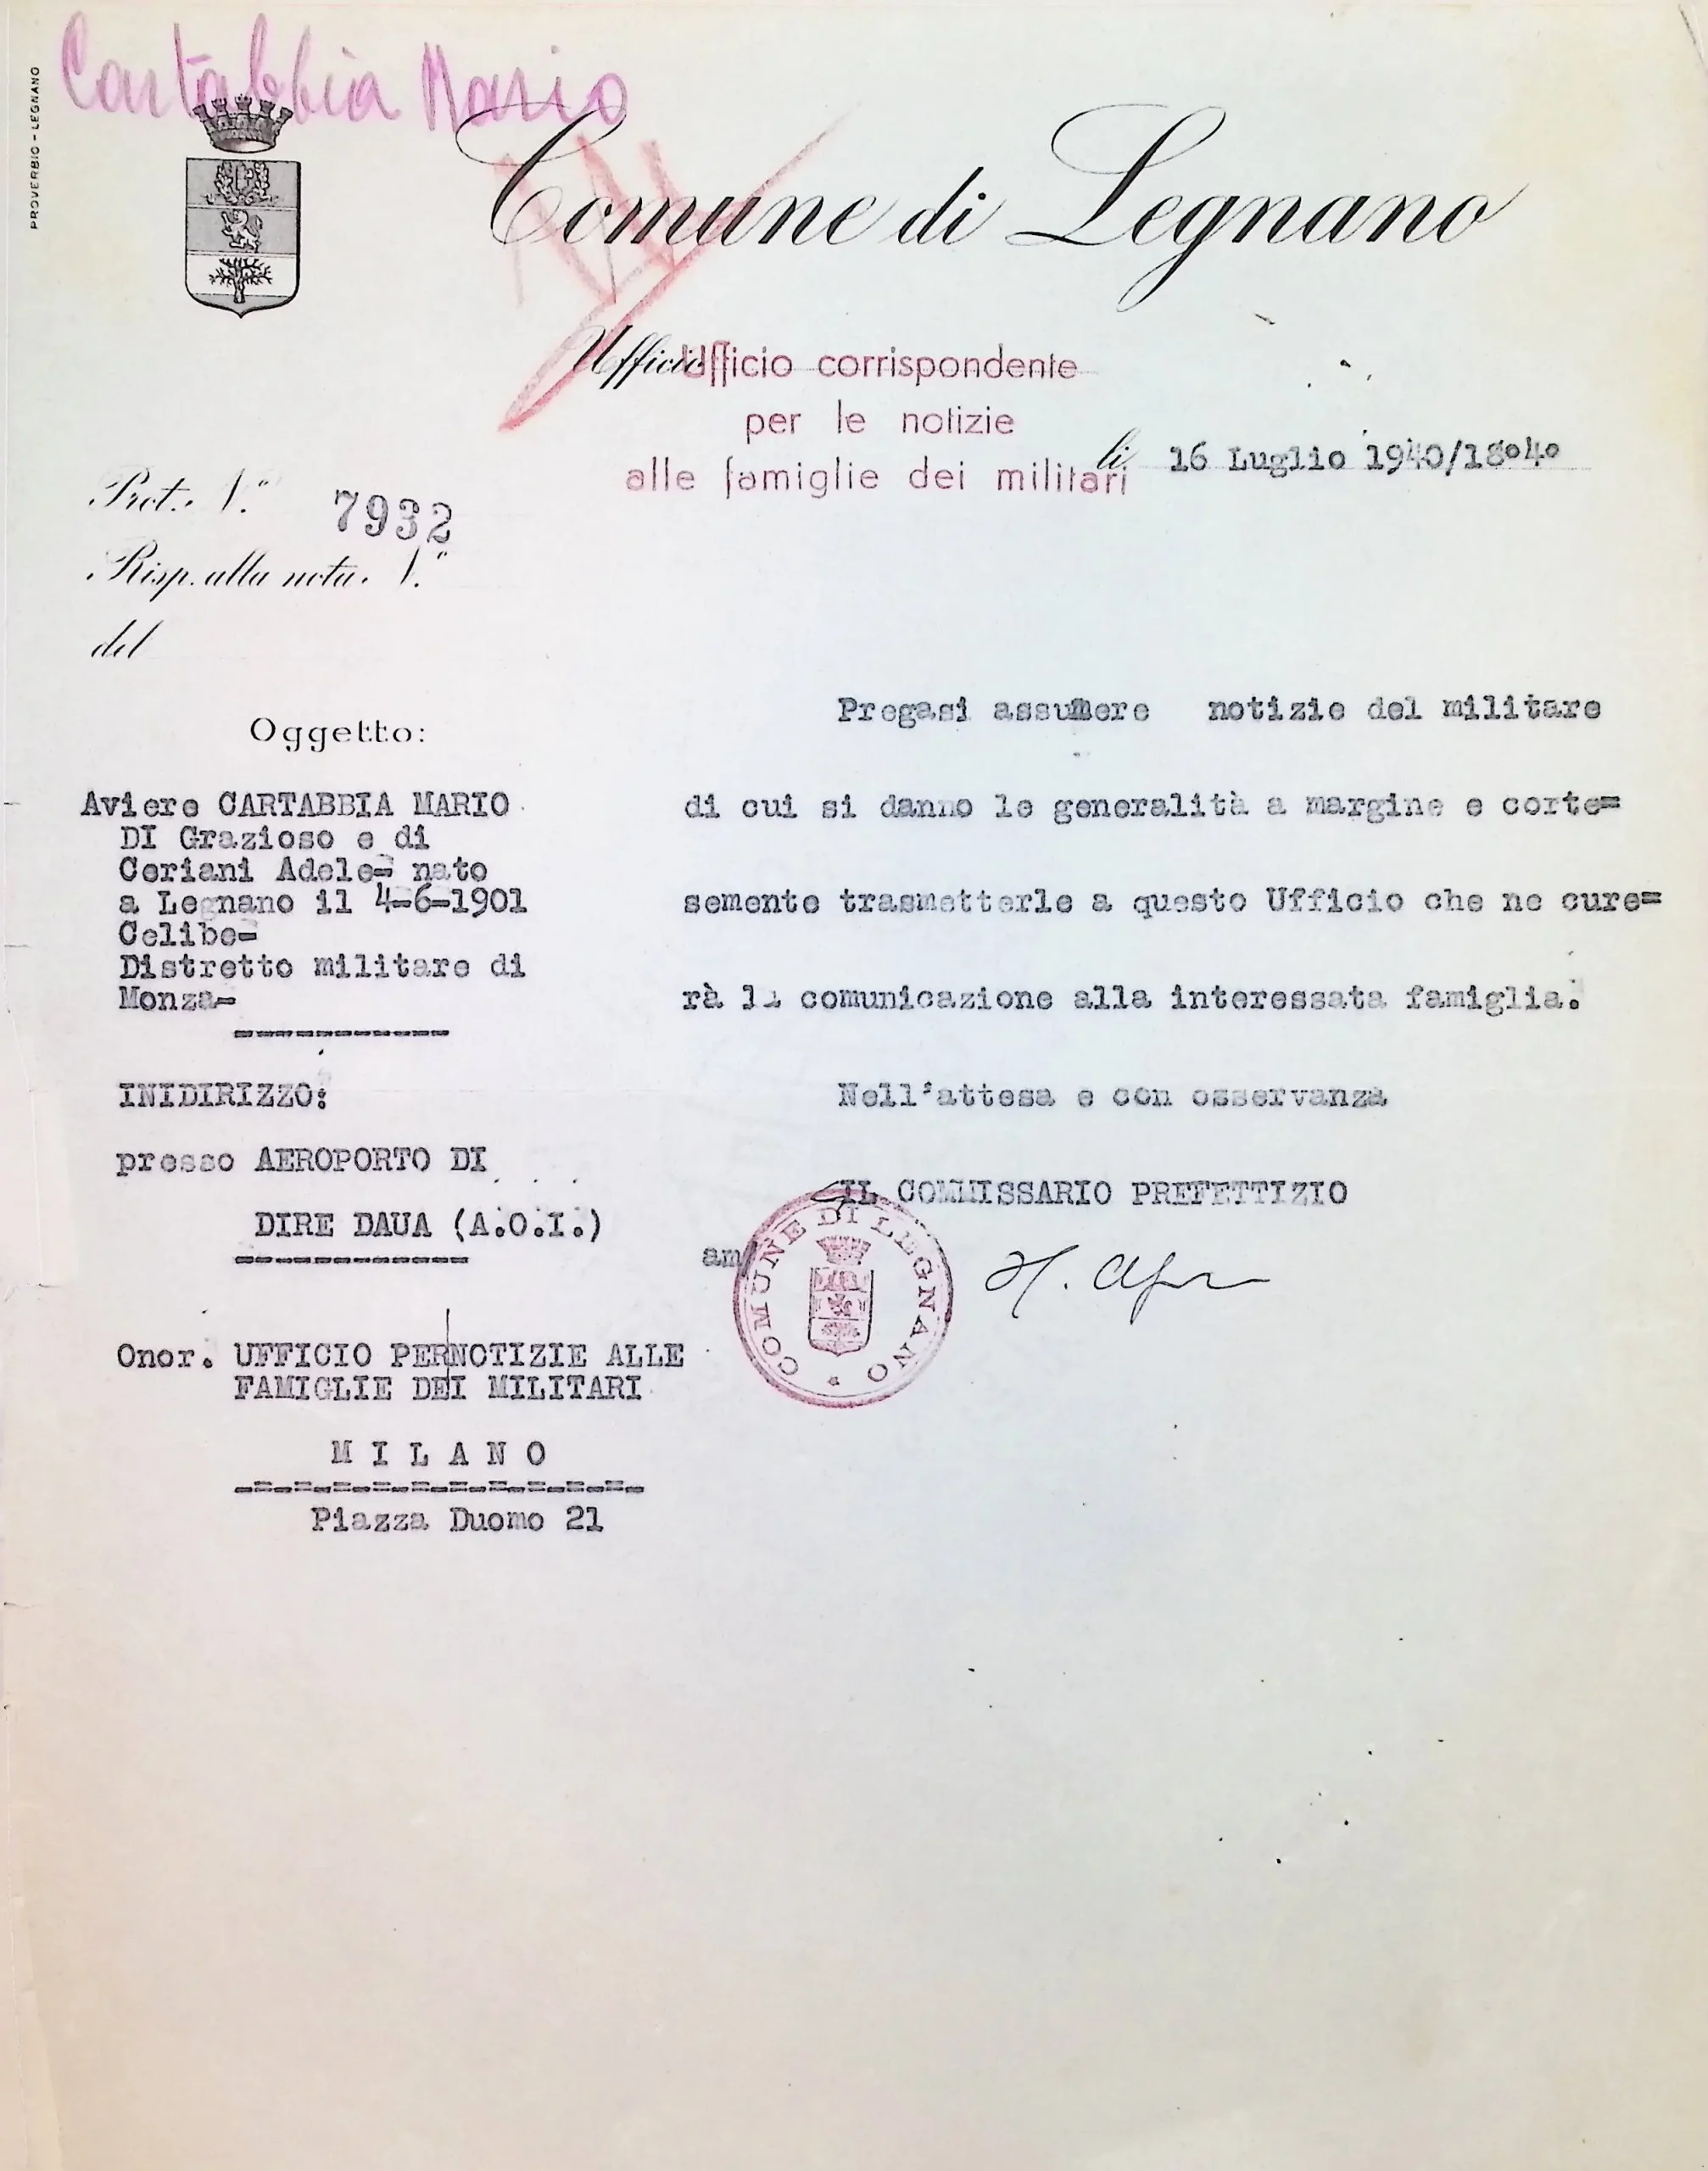 Cartabbia Mario
PROVERBIO - LEGNANO
Comune di Legnano
Ufficio Ufficio corrispondente
per le notizie
alle famiglie dei militari
li 16 Luglio 1940/18°4°
Prot. N.° 7932
Risp. alla nota N.°
del
Oggetto:
Aviere CARTABBIA MARIO
DI Grazioso e di
Ceriani Adele= nato
a Legnano il 4-6-1901
Celibe=
Distretto militare di
Monza=
INIDIRIZZO:
presso AEROPORTO DI
DIRE DAUA (A.O.I.)
Pregasi assumere notizie del militare
di cui si danno le generalità a margine e corte=
semente trasmetterle a questo Ufficio che ne cure=
rà la comunicazione alla interessata famiglia.
Nell'attesa e con osservanza
IL COMMISSARIO PREFETTIZIO
am
COMUNE DI LEGNANO
Onor. UFFICIO PER NOTIZIE ALLE
FAMIGLIE DEI MILITARI
M I L A N O
Piazza Duomo 21